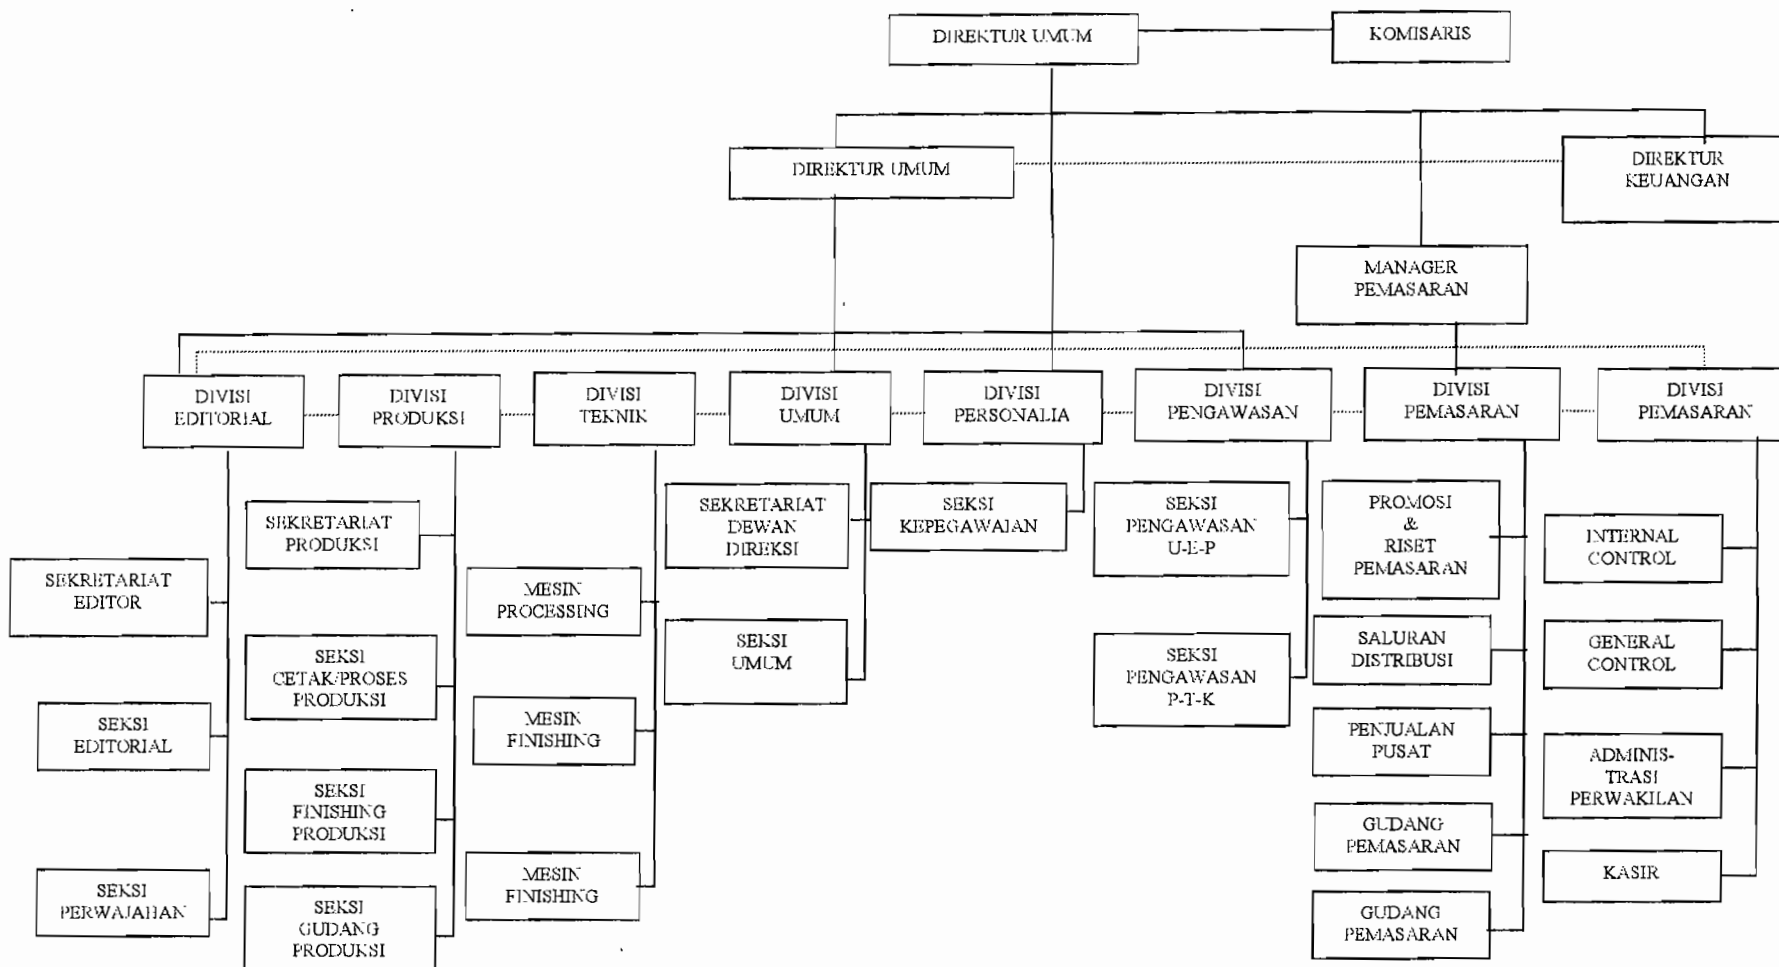 DIREKTUR UMUM
KOMISARIS
DIREKTUR UMUM
DIREKTUR
KEUANGAN
MANAGER
PEMASARAN
DIVISI
EDITORIAL
DIVISI
PRODUKSI
DIVISI
TEKNIK
DIVISI
UMUM
DIVISI
PERSONALIA
DIVISI
PENGAWASAN
DIVISI
PEMASARAN
DIVISI
PEMASARAN
SEKRETARIAT
EDITOR
SEKSI
EDITORIAL
SEKSI
PERWAJAHAN
SEKRETARIAT
PRODUKSI
SEKSI
CETAK/PROSES
PRODUKSI
SEKSI
FINISHING
PRODUKSI
SEKSI
GUDANG
PRODUKSI
MESIN
PROCESSING
MESIN
FINISHING
MESIN
FINISHING
SEKRETARIAT
DEWAN
DIREKSI
SEKSI
UMUM
SEKSI
KEPEGAWAIAN
SEKSI
PENGAWASAN
U-E-P
SEKSI
PENGAWASAN
P-T-K
PROMOSI
&
RISET
PEMASARAN
SALURAN
DISTRIBUSI
PENJUALAN
PUSAT
GUDANG
PEMASARAN
GUDANG
PEMASARAN
INTERNAL
CONTROL
GENERAL
CONTROL
ADMINIS-
TRASI
PERWAKILAN
KASIR